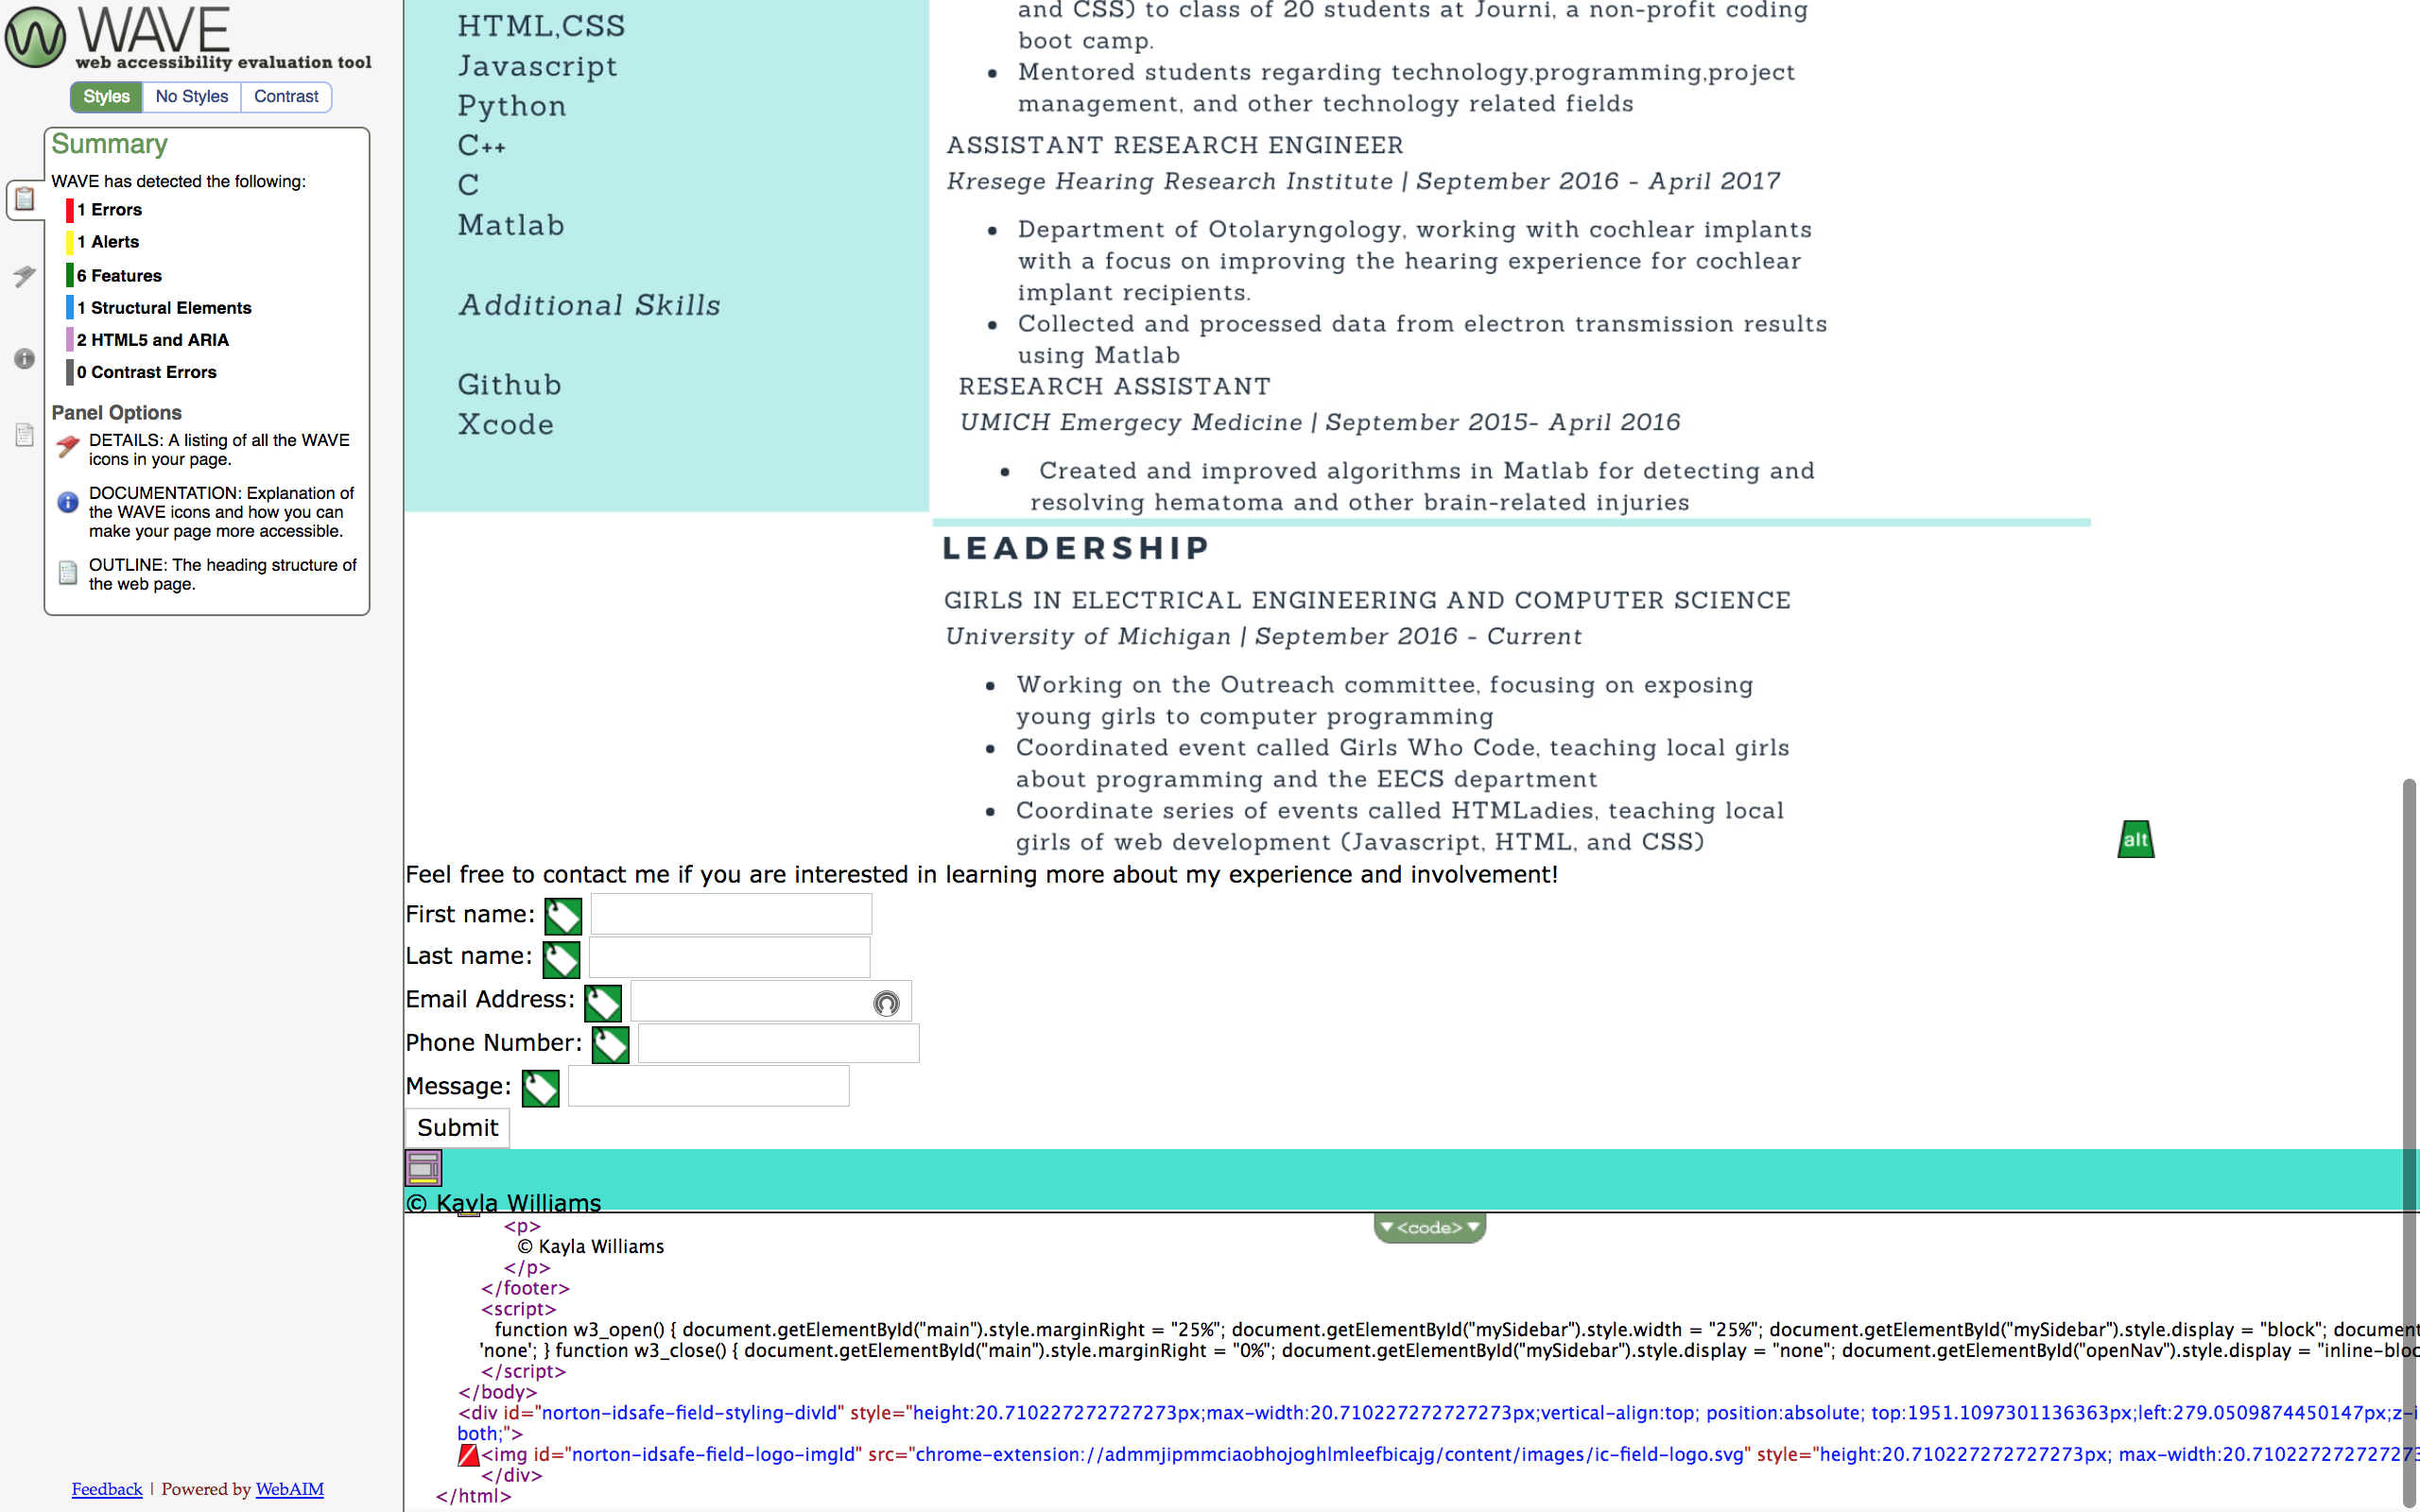 WAVE
web accessibility evaluation tool
Styles No Styles Contrast
Summary
WAVE has detected the following:
1 Errors
1 Alerts
6 Features
1 Structural Elements
2 HTML5 and ARIA
0 Contrast Errors
Panel Options
DETAILS: A listing of all the WAVE
icons in your page.
DOCUMENTATION: Explanation of
the WAVE icons and how you can
make your page more accessible.
OUTLINE: The heading structure of
the web page.
Feedback | Powered by WebAIM
HTML,CSS
Javascript
Python
C++
C
Matlab
Additional Skills
Github
Xcode
and CSS) to class of 20 students at Journi, a non-profit coding
boot camp.
• Mentored students regarding technology,programming,project
management, and other technology related fields
ASSISTANT RESEARCH ENGINEER
Kresege Hearing Research Institute | September 2016 - April 2017
• Department of Otolaryngology, working with cochlear implants
with a focus on improving the hearing experience for cochlear
implant recipients.
• Collected and processed data from electron transmission results
using Matlab
RESEARCH ASSISTANT
UMICH Emergecy Medicine | September 2015- April 2016
• Created and improved algorithms in Matlab for detecting and
resolving hematoma and other brain-related injuries
LEADERSHIP
GIRLS IN ELECTRICAL ENGINEERING AND COMPUTER SCIENCE
University of Michigan | September 2016 - Current
• Working on the Outreach committee, focusing on exposing
young girls to computer programming
• Coordinated event called Girls Who Code, teaching local girls
about programming and the EECS department
• Coordinate series of events called HTMLadies, teaching local
girls of web development (Javascript, HTML, and CSS)
alt
Feel free to contact me if you are interested in learning more about my experience and involvement!
First name:
Last name:
Email Address:
Phone Number:
Message:
Submit
© Kayla Williams
<code>
<p>
© Kayla Williams
</p>
</footer>
<script>
function w3_open() { document.getElementById("main").style.marginRight = "25%"; document.getElementById("mySidebar").style.width = "25%"; document.getElementById("mySidebar").style.display = "block"; document
'none'; } function w3_close() { document.getElementById("main").style.marginRight = "0%"; document.getElementById("mySidebar").style.display = "none"; document.getElementById("openNav").style.display = "inline-bloc
</script>
</body>
<div id="norton-idsafe-field-styling-divId" style="height:20.710227272727273px;max-width:20.710227272727273px;vertical-align:top; position:absolute; top:1951.1097301136363px;left:279.0509874450147px;z-i
both;">
<img id="norton-idsafe-field-logo-imgId" src="chrome-extension://admmjipmmciaobhojoghlmleefbicajg/content/images/ic-field-logo.svg" style="height:20.710227272727273px; max-width:20.710227272727273
</div>
</html>